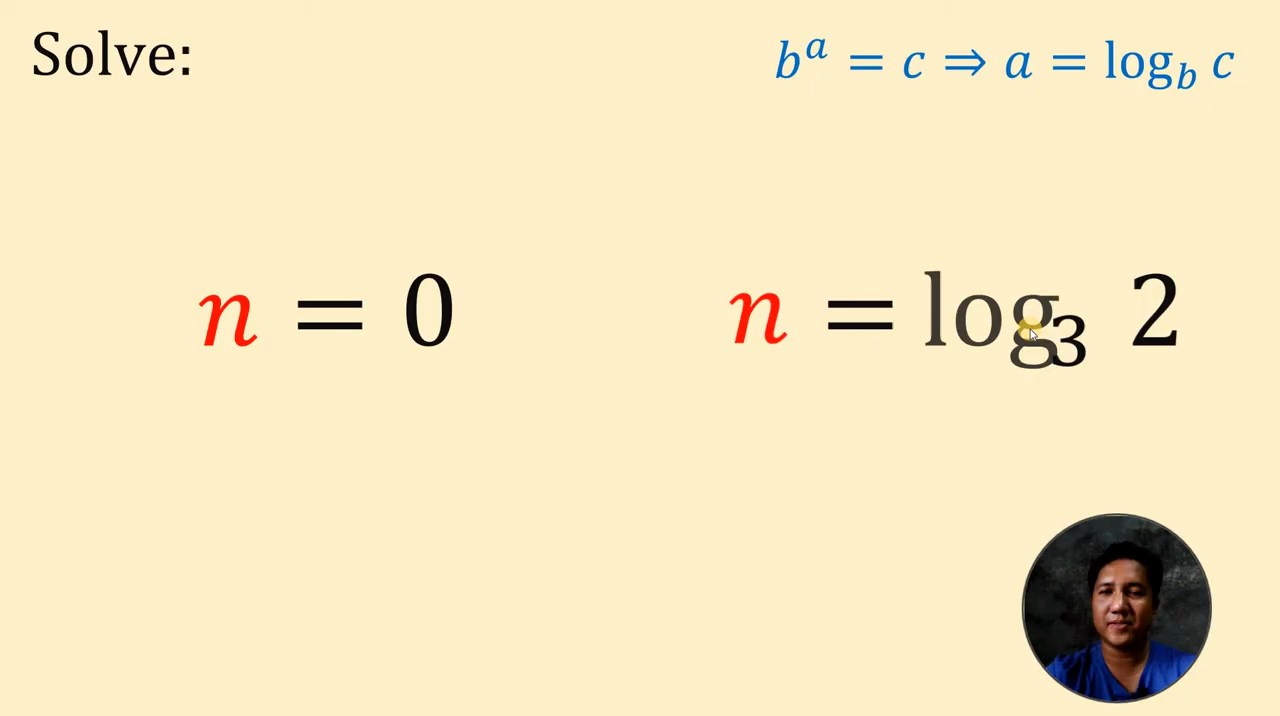 Solve:
b^a = c ⇒ a = log_b c
n = 0
n = log_3 2